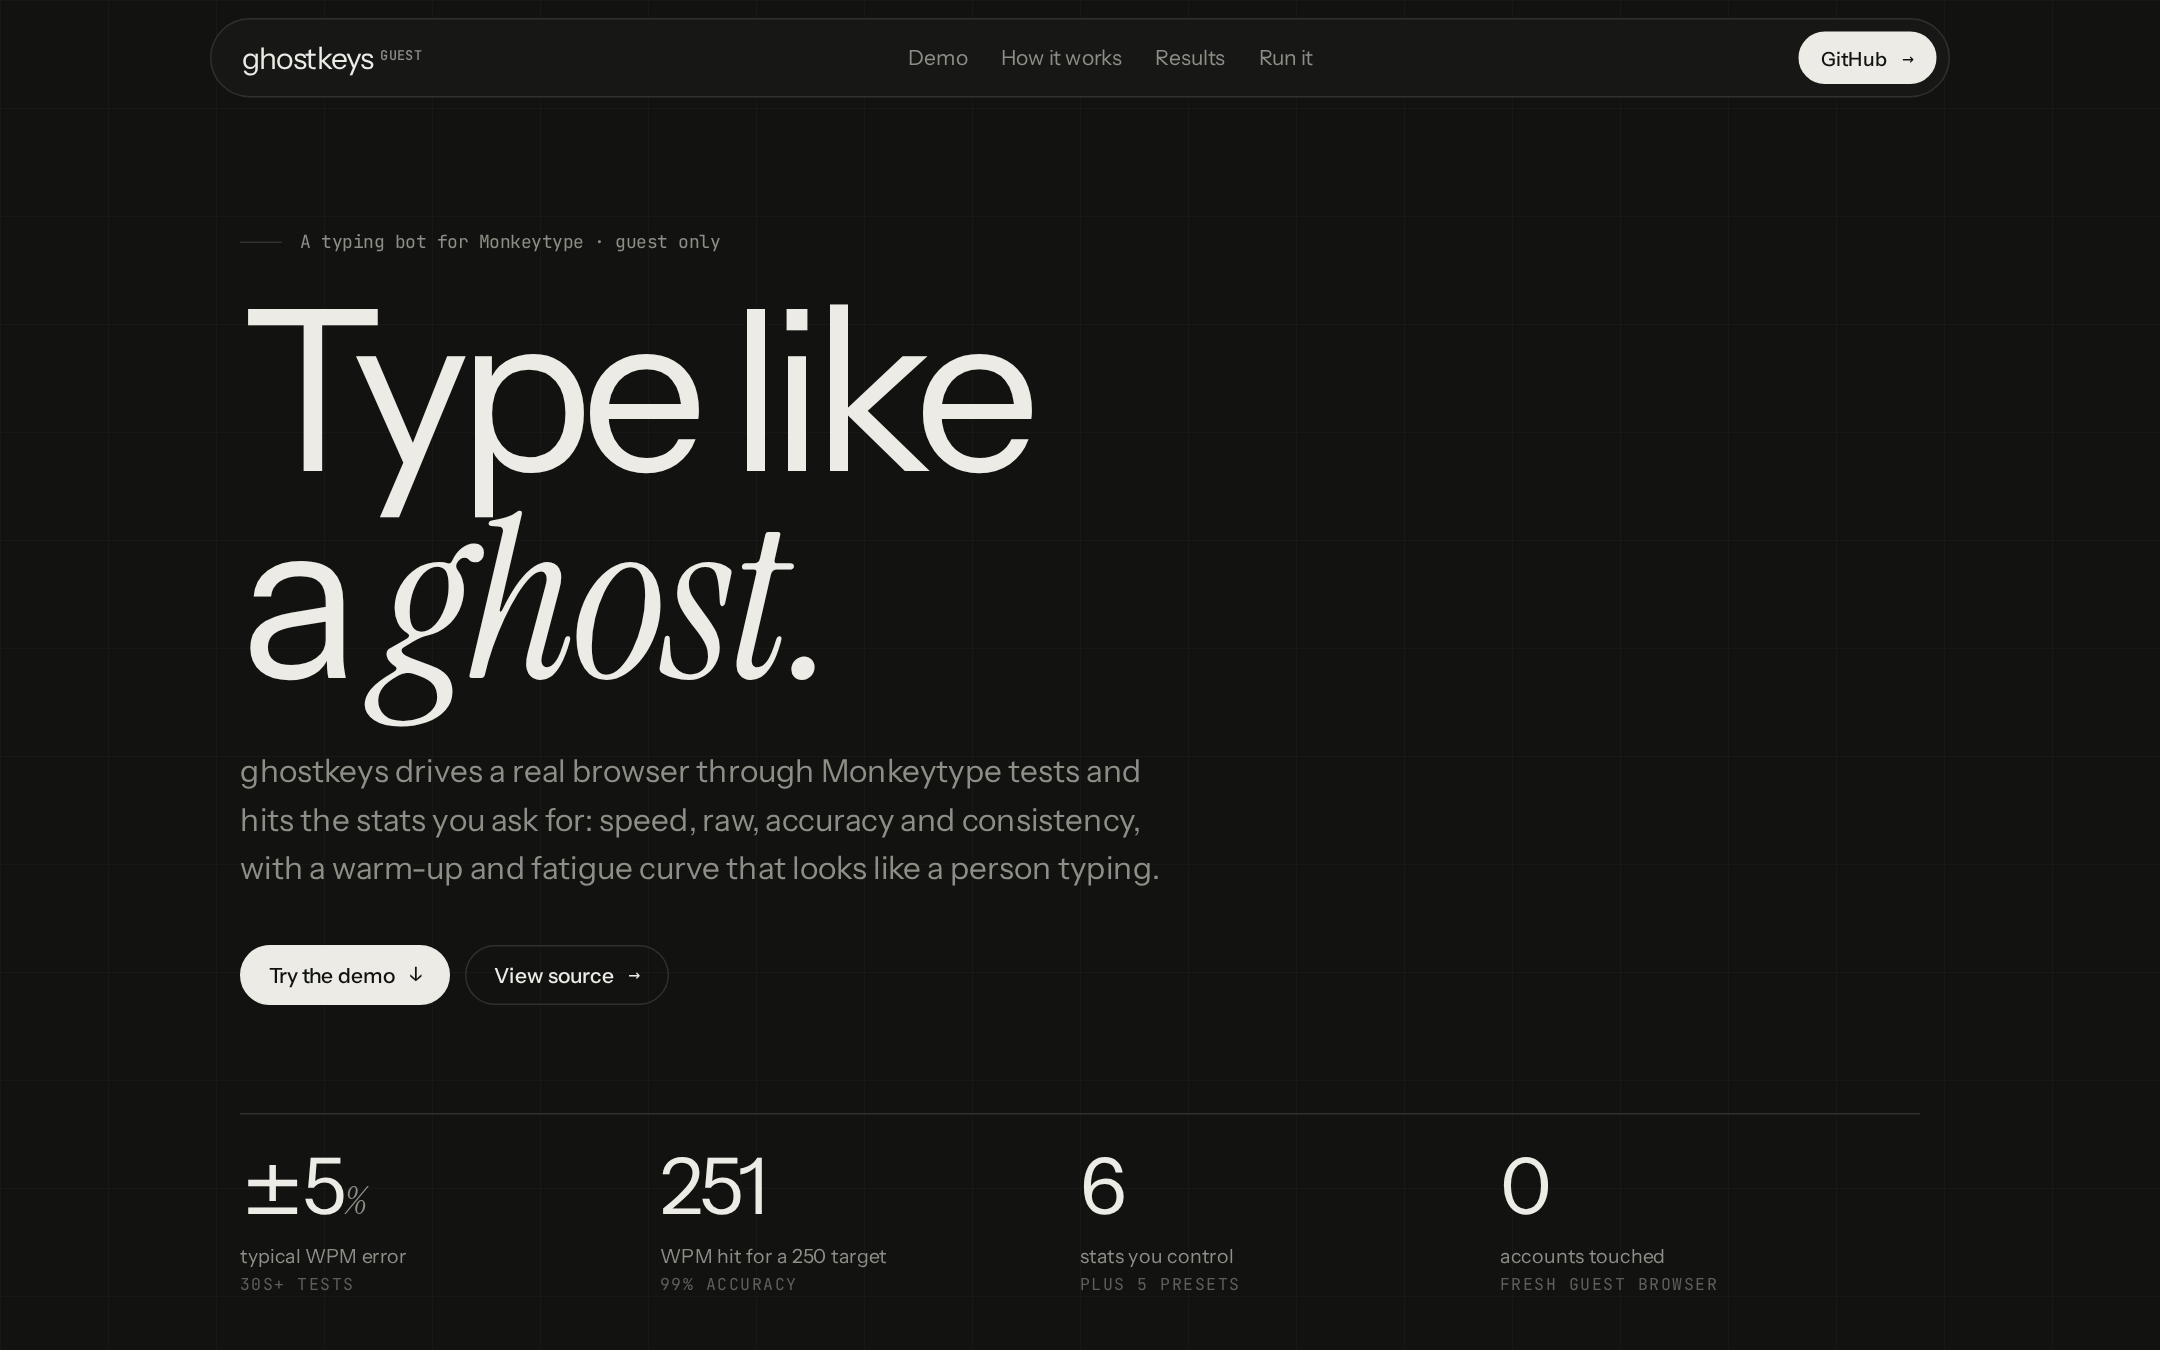 ghostkeys GUEST
Demo How it works Results Run it
GitHub →
A typing bot for Monkeytype · guest only
Type like
a ghost.
ghostkeys drives a real browser through Monkeytype tests and
hits the stats you ask for: speed, raw, accuracy and consistency,
with a warm-up and fatigue curve that looks like a person typing.
Try the demo ↓
View source →
±5%
typical WPM error
30S+ TESTS
251
WPM hit for a 250 target
99% ACCURACY
6
stats you control
PLUS 5 PRESETS
0
accounts touched
FRESH GUEST BROWSER